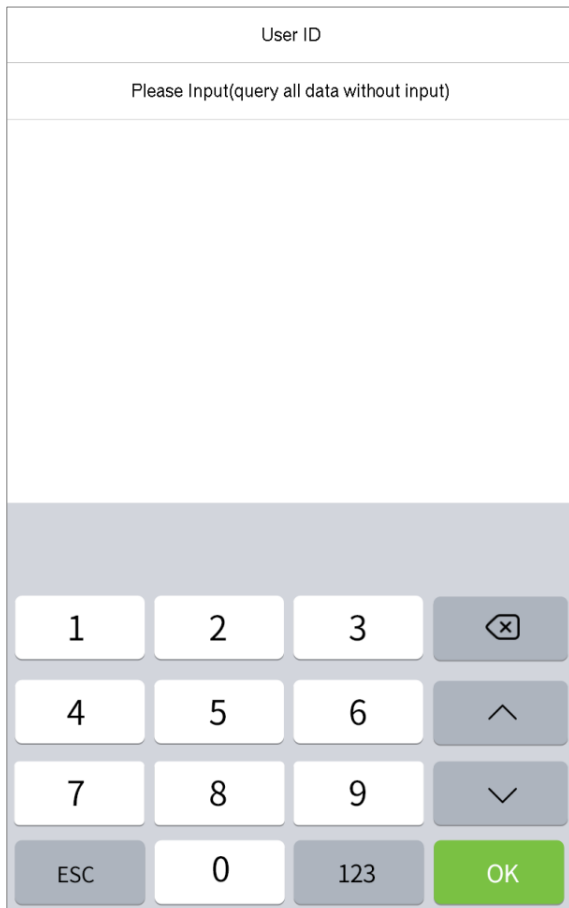 User ID
Please Input(query all data without input)
1 2 3
4 5 6
7 8 9
ESC 0 123 OK